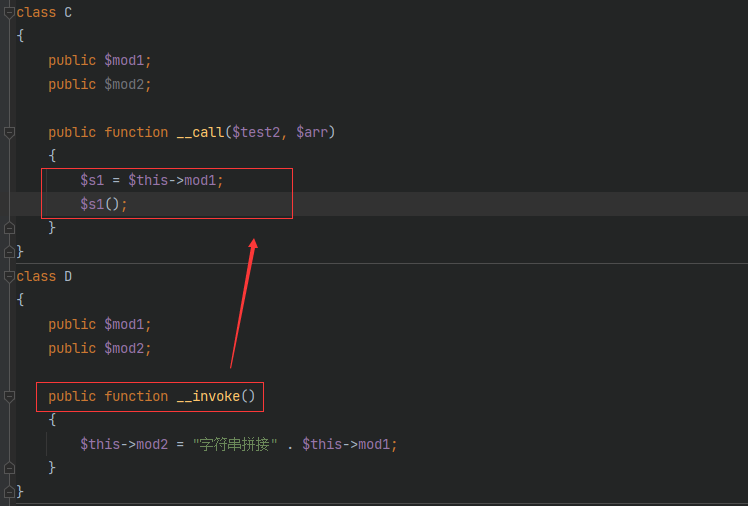 class C
{
    public $mod1;
    public $mod2;
    public function __call($test2, $arr)
    {
        $s1 = $this->mod1;
        $s1();
    }
}
class D
{
    public $mod1;
    public $mod2;
    public function __invoke()
    {
        $this->mod2 = "字符串拼接" . $this->mod1;
    }
}